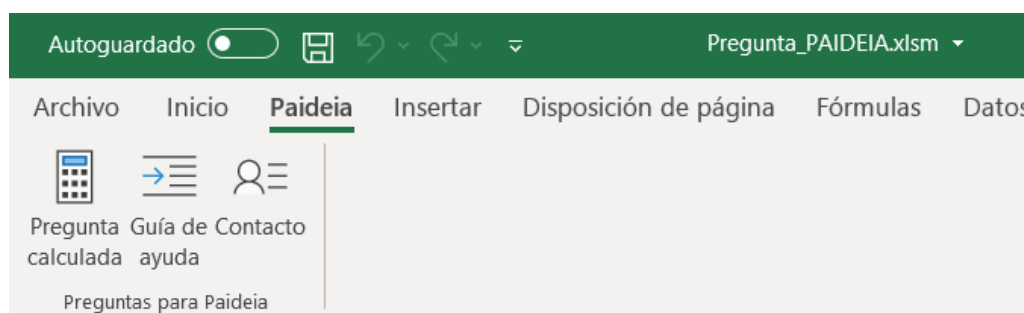 Autoguardado Pregunta_PAIDEIA.xlsm
Archivo Inicio Paideia Insertar Disposición de página Fórmulas Datos
Pregunta Guía de Contacto
calculada ayuda
Preguntas para Paideia